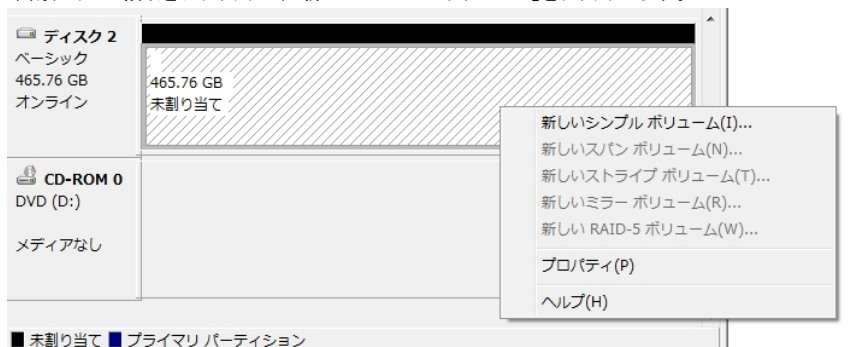 ディスク 2
ベーシック
465.76 GB
オンライン
465.76 GB
未割り当て
新しいシンプル ボリューム(I)...
新しいスパン ボリューム(N)...
新しいストライプ ボリューム(T)...
新しいミラー ボリューム(R)...
新しい RAID-5 ボリューム(W)...
プロパティ(P)
ヘルプ(H)
CD-ROM 0
DVD (D:)
メディアなし
未割り当て プライマリ パーティション